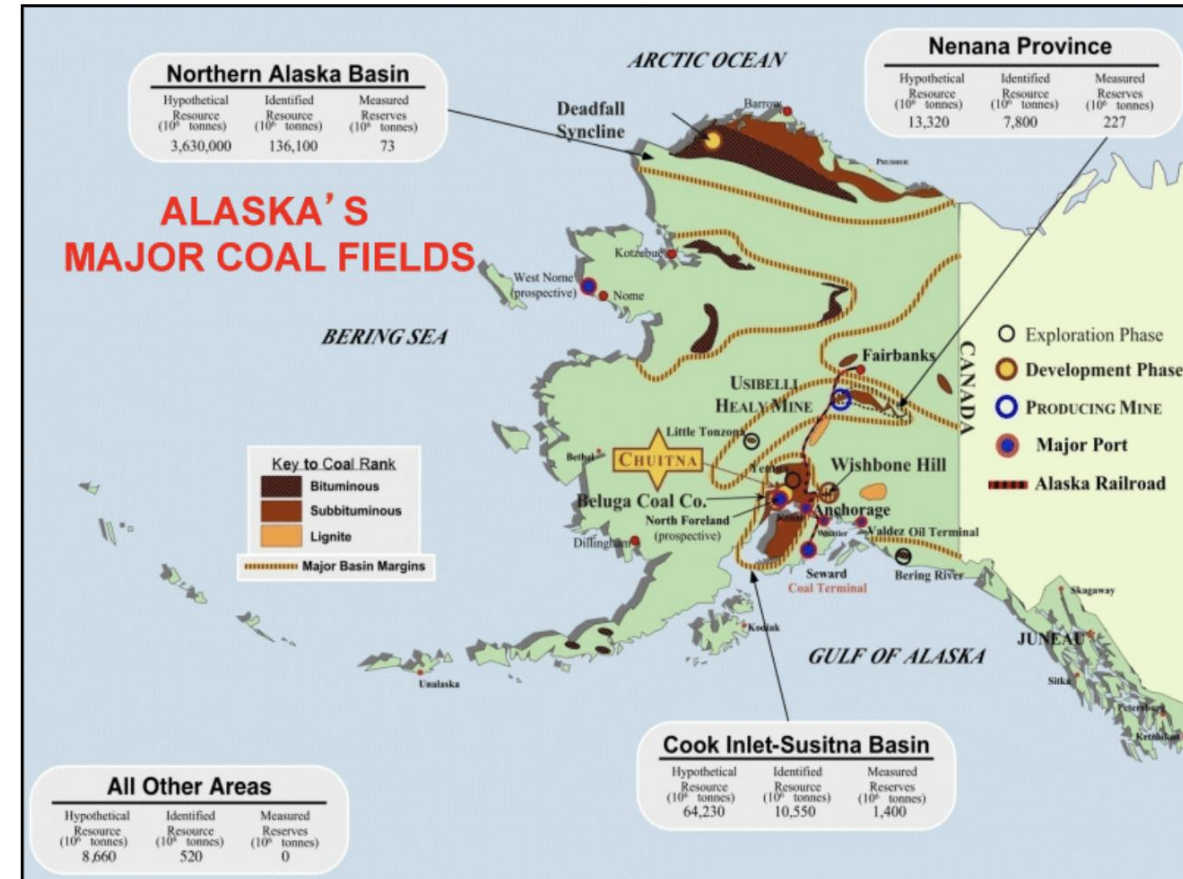 ARCTIC OCEAN
Northern Alaska Basin
Hypothetical Resource (10⁶ tonnes)
Identified Resource (10⁶ tonnes)
Measured Reserves (10⁶ tonnes)
3,630,000 136,100 73
Nenana Province
Hypothetical Resource (10⁶ tonnes)
Identified Resource (10⁶ tonnes)
Measured Reserves (10⁶ tonnes)
13,320 7,800 227
Deadfall
Syncline
Barrow
ALASKA'S
MAJOR COAL FIELDS
Kotzebue
West Nome
(prospective)
Nome
BERING SEA
Fairbanks
CANADA
USIBELLI
HEALY MINE
Exploration Phase
Development Phase
PRODUCING MINE
Major Port
Alaska Railroad
Little Tonzona
CHUITNA
Wishbone Hill
Bethel
Beluga Coal Co.
North Foreland
(prospective)
Anchorage
Valdez Oil Terminal
Key to Coal Rank
Bituminous
Subbituminous
Lignite
Major Basin Margins
Dillingham
Seward
Coal Terminal
Bering River
Skagaway
JUNEAU
Sitka
Petersburg
Ketchikan
Kodiak
GULF OF ALASKA
Unalaska
Cook Inlet-Susitna Basin
Hypothetical Resource (10⁶ tonnes)
Identified Resource (10⁶ tonnes)
Measured Reserves (10⁶ tonnes)
64,230 10,550 1,400
All Other Areas
Hypothetical Resource (10⁶ tonnes)
Identified Resource (10⁶ tonnes)
Measured Reserves (10⁶ tonnes)
8,660 520 0